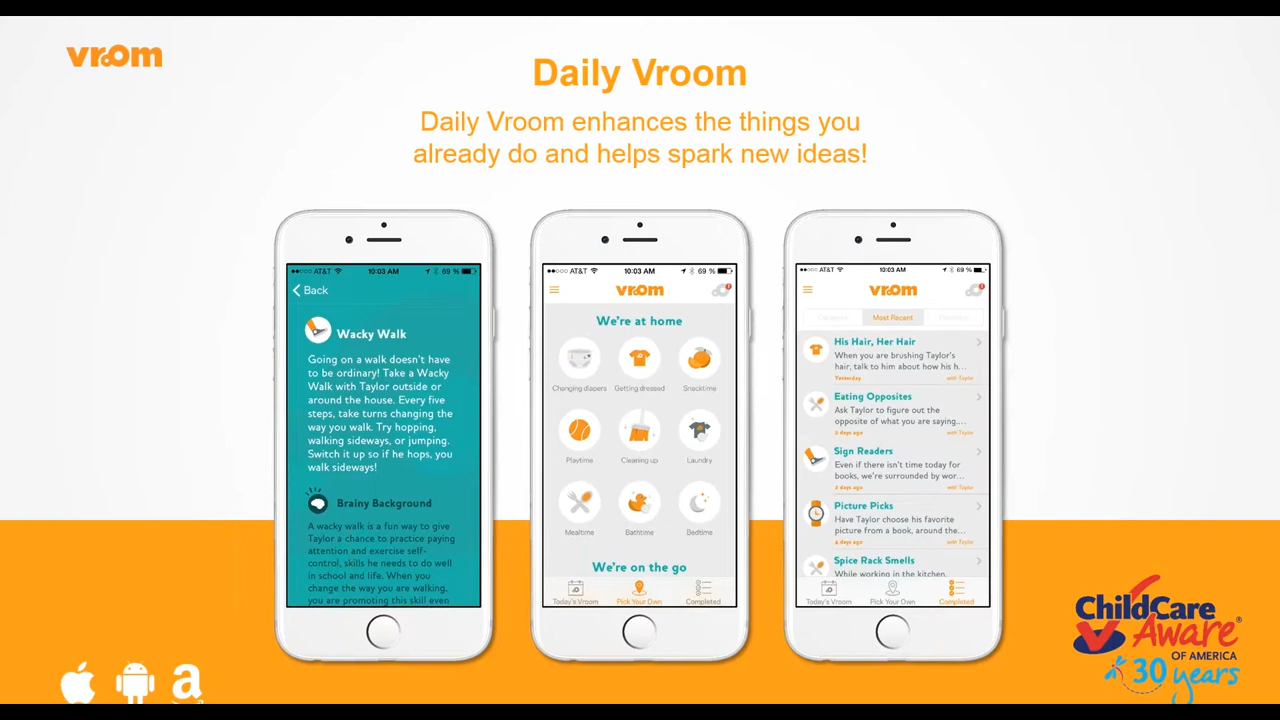 vroom
Daily Vroom
Daily Vroom enhances the things you
already do and helps spark new ideas!
AT&T 10:03 AM 69 %
Back
Wacky Walk
Going on a walk doesn't have
to be ordinary! Take a Wacky
Walk with Taylor outside or
around the house. Every five
steps, take turns changing the
way you walk. Try hopping,
walking sideways, or jumping.
Switch it up so if he hops, you
walk sideways!
Brainy Background
A wacky walk is a fun way to give
Taylor a chance to practice paying
attention and exercise self-
control, skills he needs to do well
in school and life. When you
change the way you are walking,
you are promoting this skill even
AT&T 10:03 AM 69 %
vroom
We're at home
Changing diapers Getting dressed Snacktime
Playtime Cleaning up Laundry
Mealtime Bathtime Bedtime
We're on the go
Today's Vroom Pick Your Own Completed
AT&T 10:03 AM 69 %
vroom
Most Recent
His Hair, Her Hair
When you are brushing Taylor's
hair, talk to him about how his h...
Yesterday with Taylor
Eating Opposites
Ask Taylor to figure out the
opposite of what you are saying....
2 days ago with Taylor
Sign Readers
Even if there isn't time today for
books, we're surrounded by wor...
3 days ago with Taylor
Picture Picks
Have Taylor choose his favorite
picture from a book, around the...
4 days ago with Taylor
Spice Rack Smells
While working in the kitchen,
Today's Vroom Pick Your Own Completed
ChildCare
Aware®
OF AMERICA
30 years